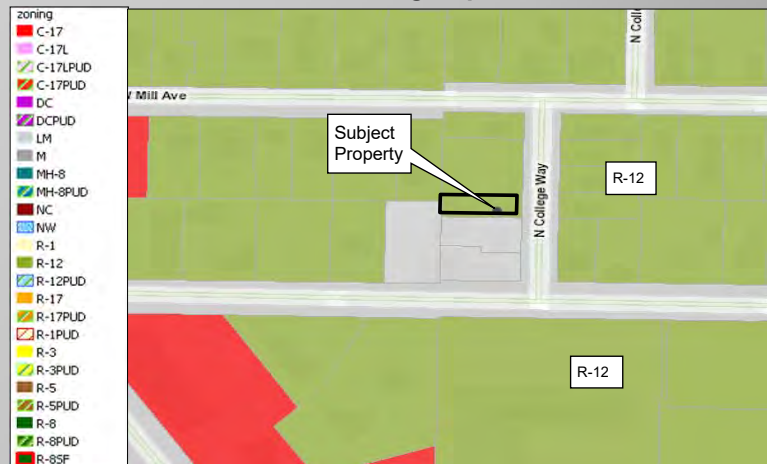 zoning
C-17
C-17L
C-17LPUD
C-17PUD
DC
DCPUD
LM
M
MH-8
MH-8PUD
NC
NW
R-1
R-12
R-12PUD
R-17
R-17PUD
R-1PUD
R-3
R-3PUD
R-5
R-5PUD
R-8
R-8PUD
R-8SF
Mill Ave
N Coll
Subject
Property
R-12
N College Way
R-12